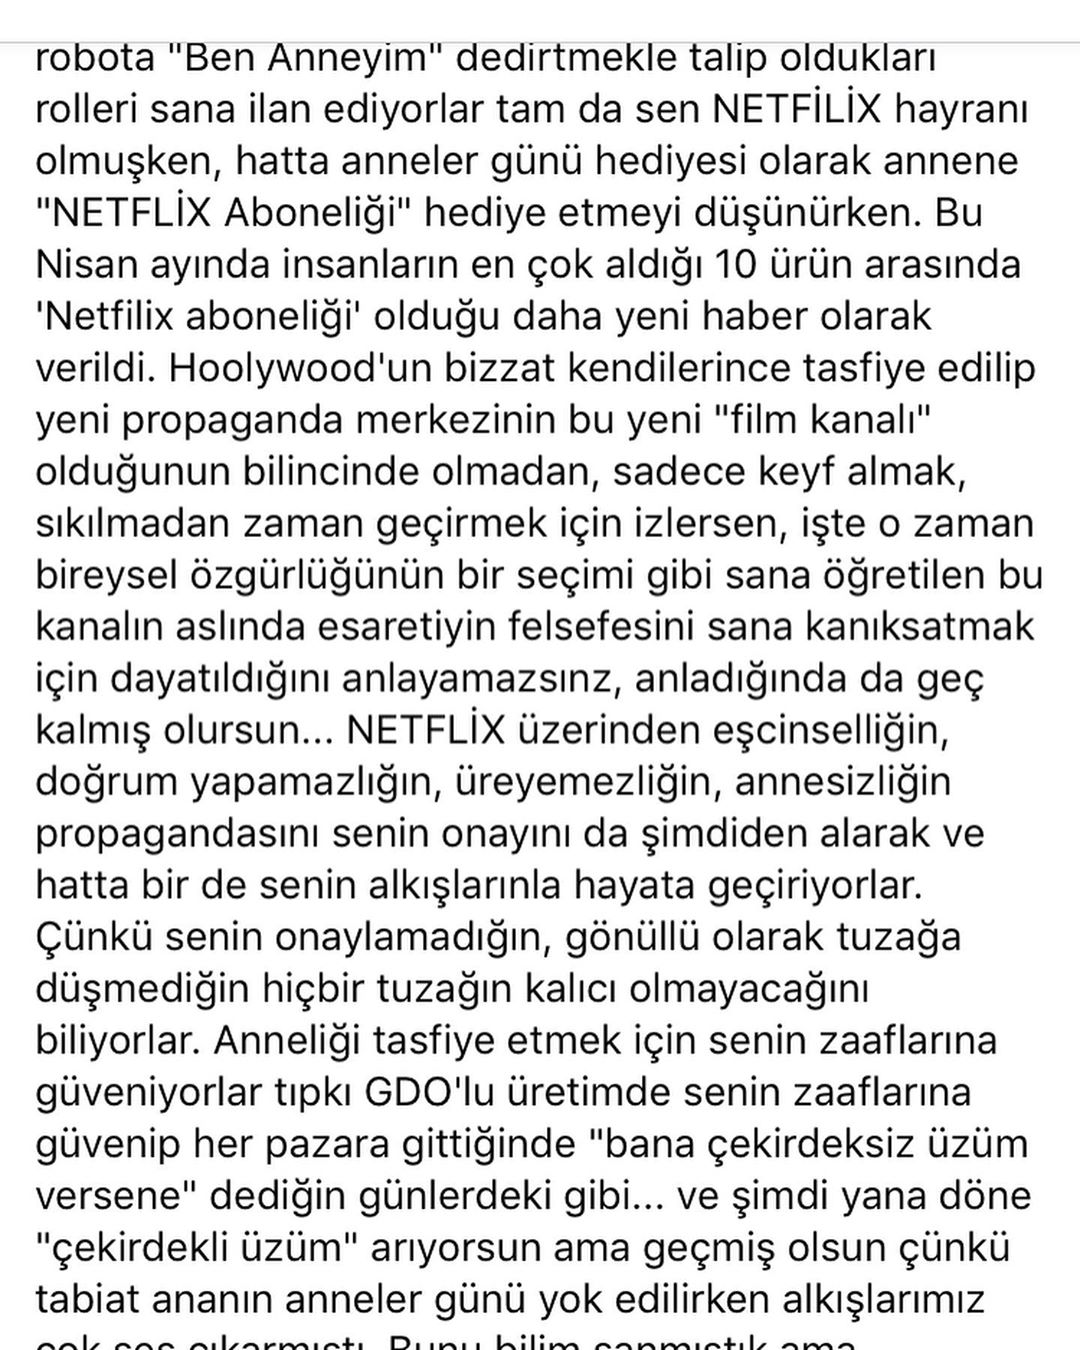 robota "Ben Anneyim" dedirtmekle talip oldukları
rolleri sana ilan ediyorlar tam da sen NETFİLİX hayranı
olmuşken, hatta anneler günü hediyesi olarak annene
"NETFLİX Aboneliği" hediye etmeyi düşünürken. Bu
Nisan ayında insanların en çok aldığı 10 ürün arasında
'Netfilix aboneliği' olduğu daha yeni haber olarak
verildi. Hoolywood'un bizzat kendilerince tasfiye edilip
yeni propaganda merkezinin bu yeni "film kanalı"
olduğunun bilincinde olmadan, sadece keyf almak,
sıkılmadan zaman geçirmek için izlersen, işte o zaman
bireysel özgürlüğünün bir seçimi gibi sana öğretilen bu
kanalın aslında esaretiyin felsefesini sana kanıksatmak
için dayatıldığını anlayamazsınz, anladığında da geç
kalmış olursun... NETFLİX üzerinden eşcinselliğin,
doğrum yapamazlığın, üreyemezliğin, annesizliğin
propagandasını senin onayını da şimdiden alarak ve
hatta bir de senin alkışlarınla hayata geçiriyorlar.
Çünkü senin onaylamadığın, gönüllü olarak tuzağa
düşmediğin hiçbir tuzağın kalıcı olmayacağını
biliyorlar. Anneliği tasfiye etmek için senin zaaflarına
güveniyorlar tıpkı GDO'lu üretimde senin zaaflarına
güvenip her pazara gittiğinde "bana çekirdeksiz üzüm
versene" dediğin günlerdeki gibi... ve şimdi yana döne
"çekirdekli üzüm" arıyorsun ama geçmiş olsun çünkü
tabiat ananın anneler günü yok edilirken alkışlarımız
çok ses çıkarmıştı. Bunu bilim sanmıştık ama